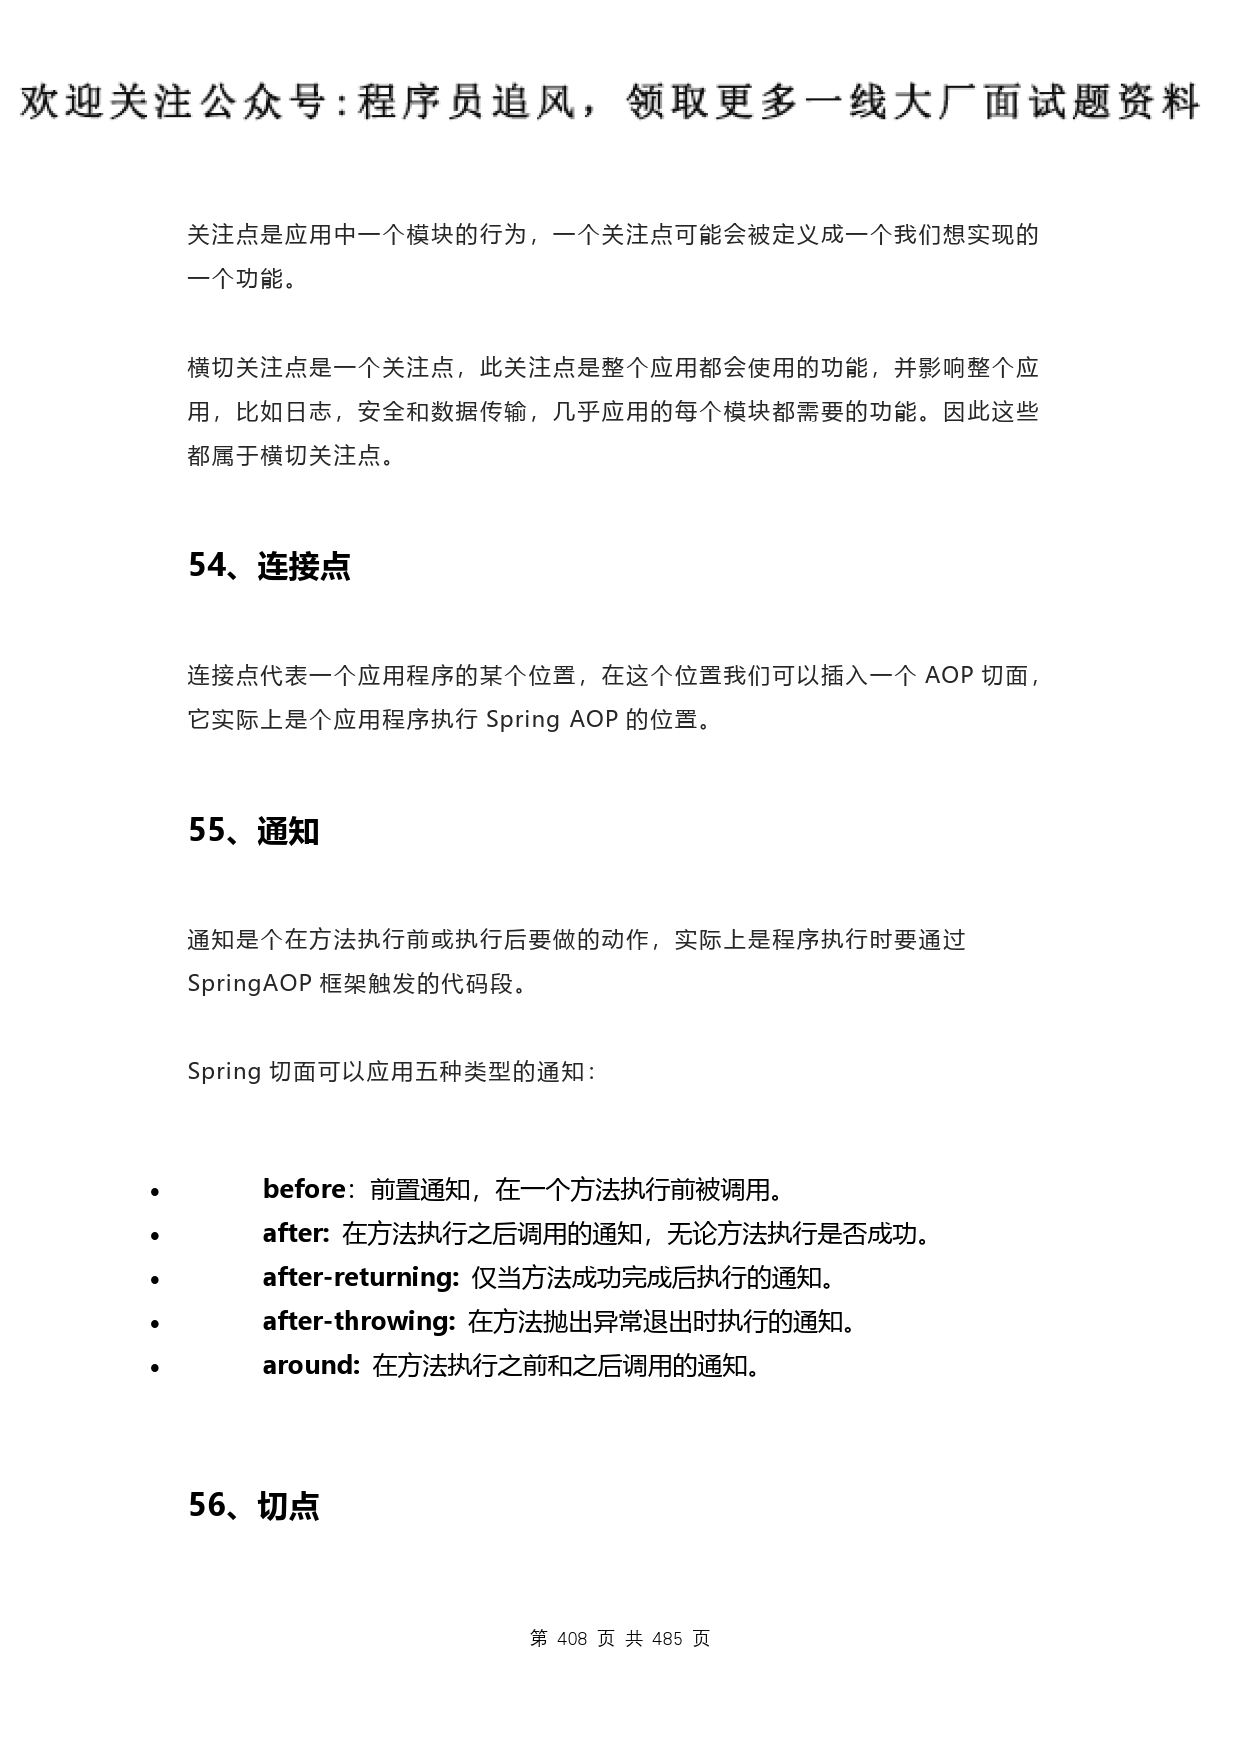 欢迎关注公众号:程序员追风，领取更多一线大厂面试题资料
关注点是应用中一个模块的行为，一个关注点可能会被定义成一个我们想实现的
一个功能。
横切关注点是一个关注点，此关注点是整个应用都会使用的功能，并影响整个应
用，比如日志，安全和数据传输，几乎应用的每个模块都需要的功能。因此这些
都属于横切关注点。
54、连接点
连接点代表一个应用程序的某个位置，在这个位置我们可以插入一个 AOP 切面，
它实际上是个应用程序执行 Spring AOP 的位置。
55、通知
通知是个在方法执行前或执行后要做的动作，实际上是程序执行时要通过
SpringAOP 框架触发的代码段。
Spring 切面可以应用五种类型的通知：
• before：前置通知，在一个方法执行前被调用。
• after: 在方法执行之后调用的通知，无论方法执行是否成功。
• after-returning: 仅当方法成功完成后执行的通知。
• after-throwing: 在方法抛出异常退出时执行的通知。
• around: 在方法执行之前和之后调用的通知。
56、切点
第 408 页 共 485 页